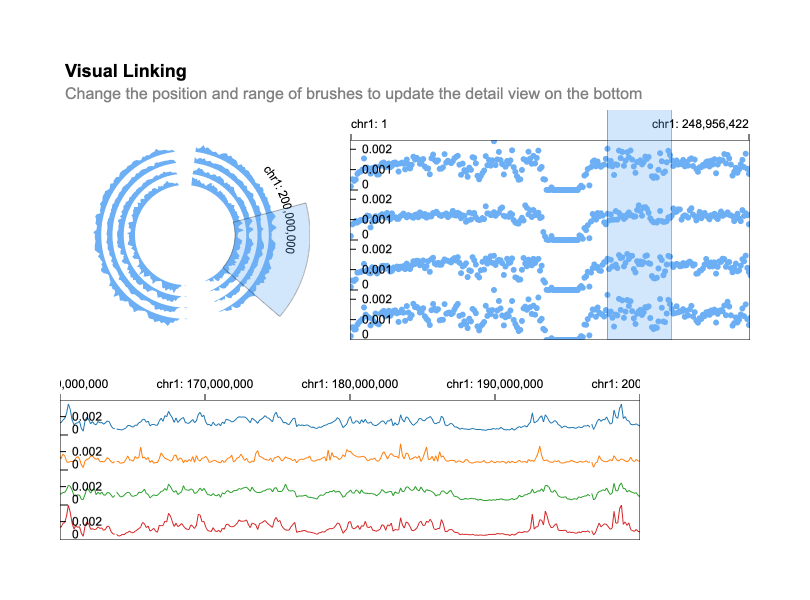 Visual Linking
Change the position and range of brushes to update the detail view on the bottom
chr1: 1
chr1: 248,956,422
chr1: 200,000,000
0.002
0.001
0
0.002
0.001
0
0.002
0.001
0
0.002
0.001
0
0,000,000
chr1: 170,000,000
chr1: 180,000,000
chr1: 190,000,000
chr1: 200
0.002
0
0.002
0
0.002
0
0.002
0